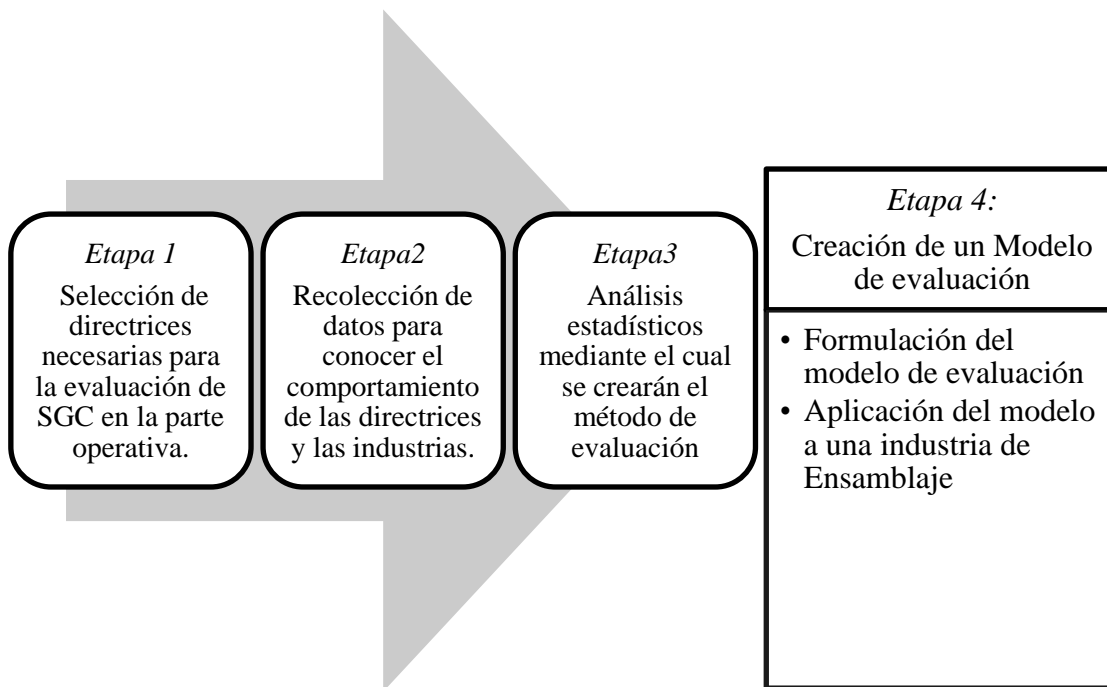 Etapa 1
Selección de
directrices
necesarias para
la evaluación de
SGC en la parte
operativa.
Etapa2
Recolección de
datos para
conocer el
comportamiento
de las directrices
y las industrias.
Etapa3
Análisis
estadísticos
mediante el cual
se crearán el
método de
evaluación
Etapa 4:
Creación de un Modelo
de evaluación
• Formulación del
modelo de evaluación
• Aplicación del modelo
a una industria de
Ensamblaje